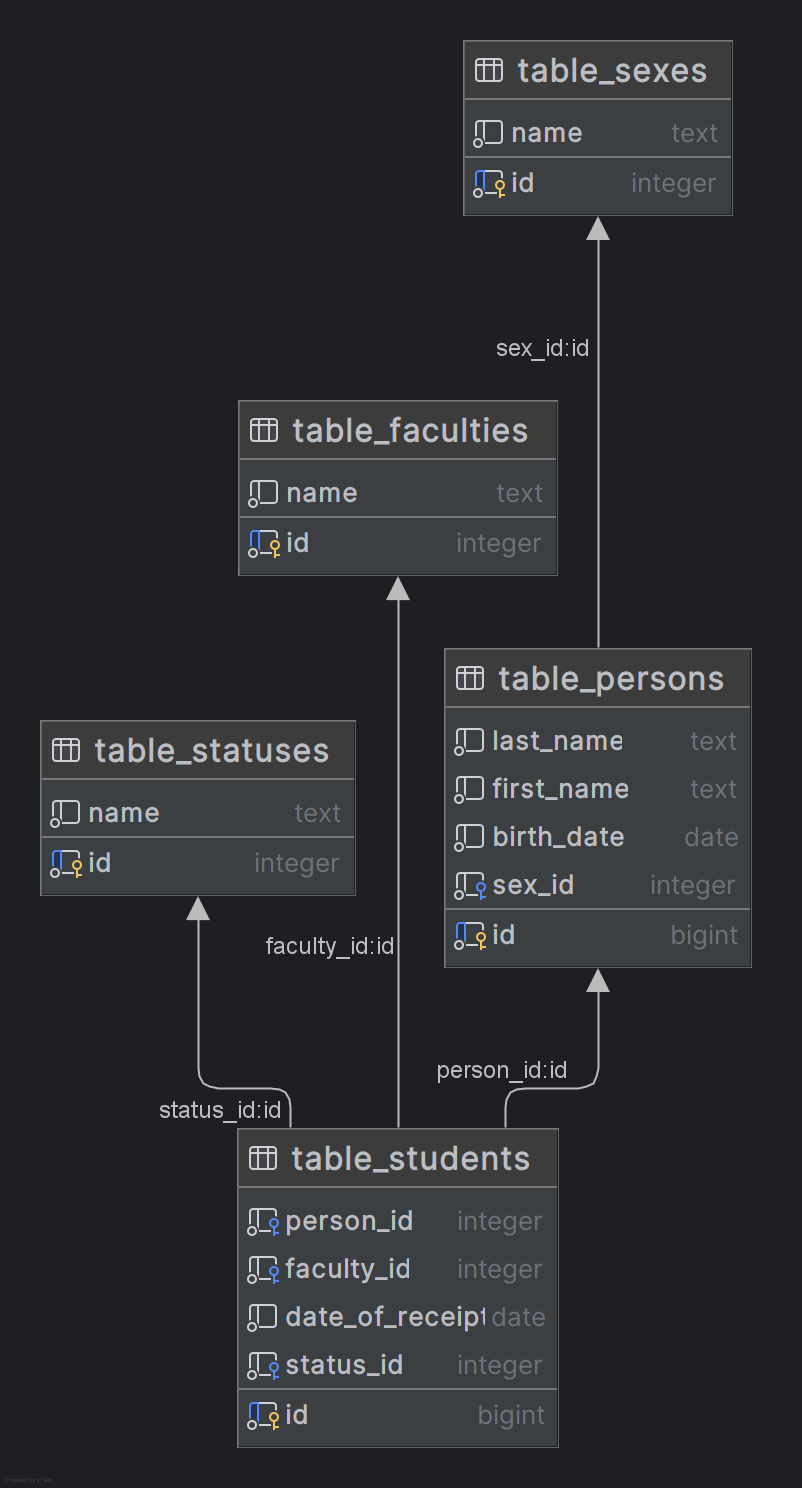 table_sexes
name text
id integer
sex_id:id
table_faculties
name text
id integer
table_persons
last_name text
first_name text
birth_date date
sex_id integer
id bigint
table_statuses
name text
id integer
faculty_id:id
person_id:id
status_id:id
table_students
person_id integer
faculty_id integer
date_of_receipt date
status_id integer
id bigint
Powered by yFiles